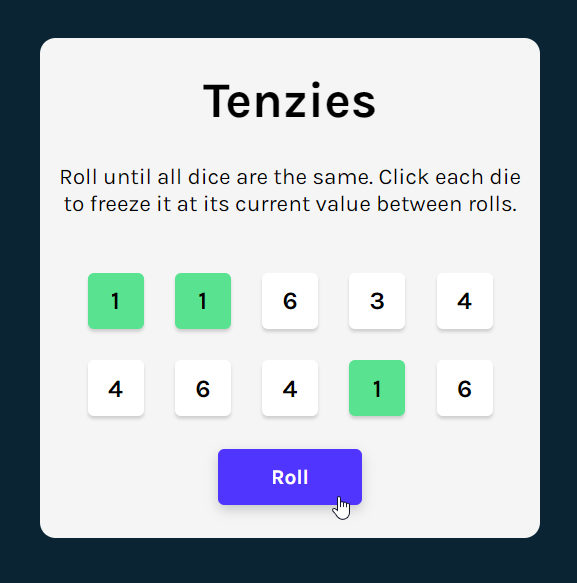 Tenzies
Roll until all dice are the same. Click each die
to freeze it at its current value between rolls.
1 1 6 3 4
4 6 4 1 6
Roll